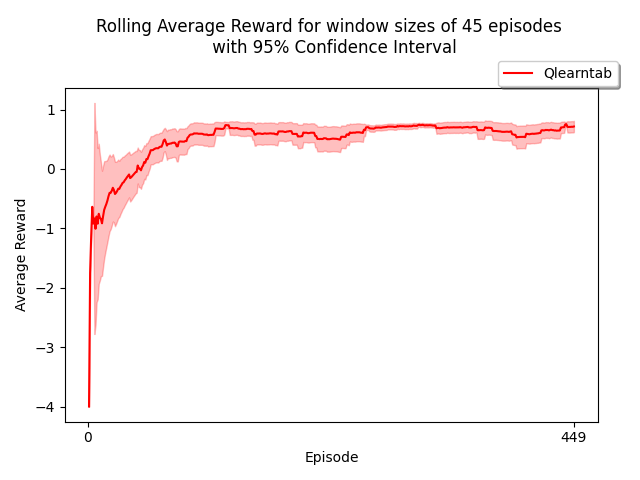 Rolling Average Reward for window sizes of 45 episodes
with 95% Confidence Interval
Qlearntab
Average Reward
1
0
−1
−2
−3
−4
0
449
Episode